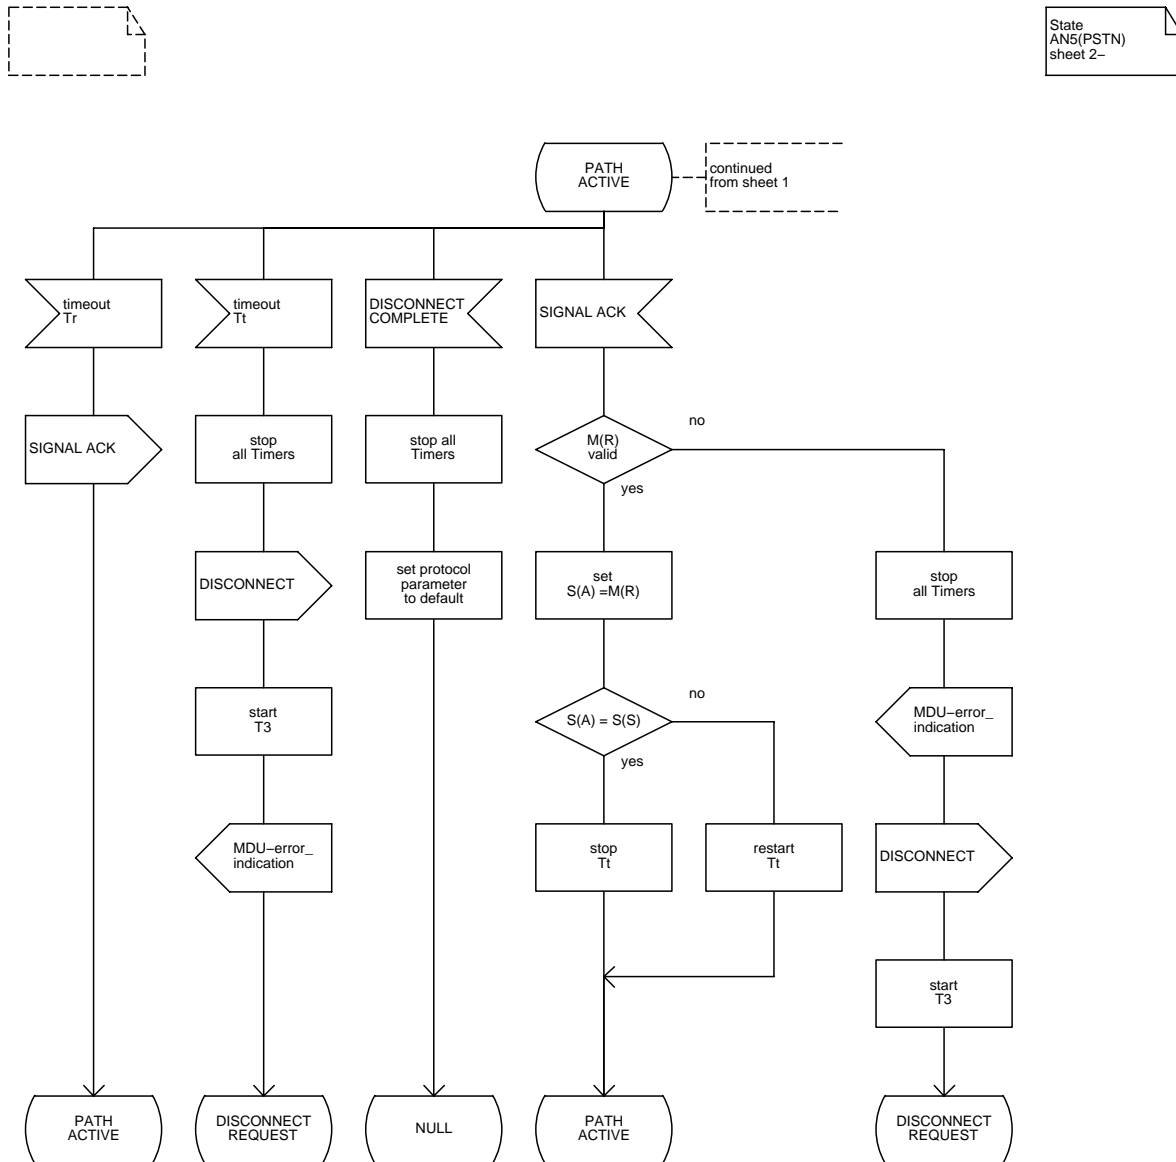 State
AN5(PSTN)
sheet 2–
PATH
ACTIVE
continued
from sheet 1
timeout
Tr
timeout
Tt
DISCONNECT
COMPLETE
SIGNAL ACK
SIGNAL ACK
stop
all Timers
stop all
Timers
M(R)
valid
no
yes
DISCONNECT
set protocol
parameter
to default
set
S(A) =M(R)
stop
all Timers
start
T3
S(A) = S(S)
no
yes
MDU–error_
indication
MDU–error_
indication
stop
Tt
restart
Tt
DISCONNECT
start
T3
PATH
ACTIVE
DISCONNECT
REQUEST
NULL
PATH
ACTIVE
DISCONNECT
REQUEST